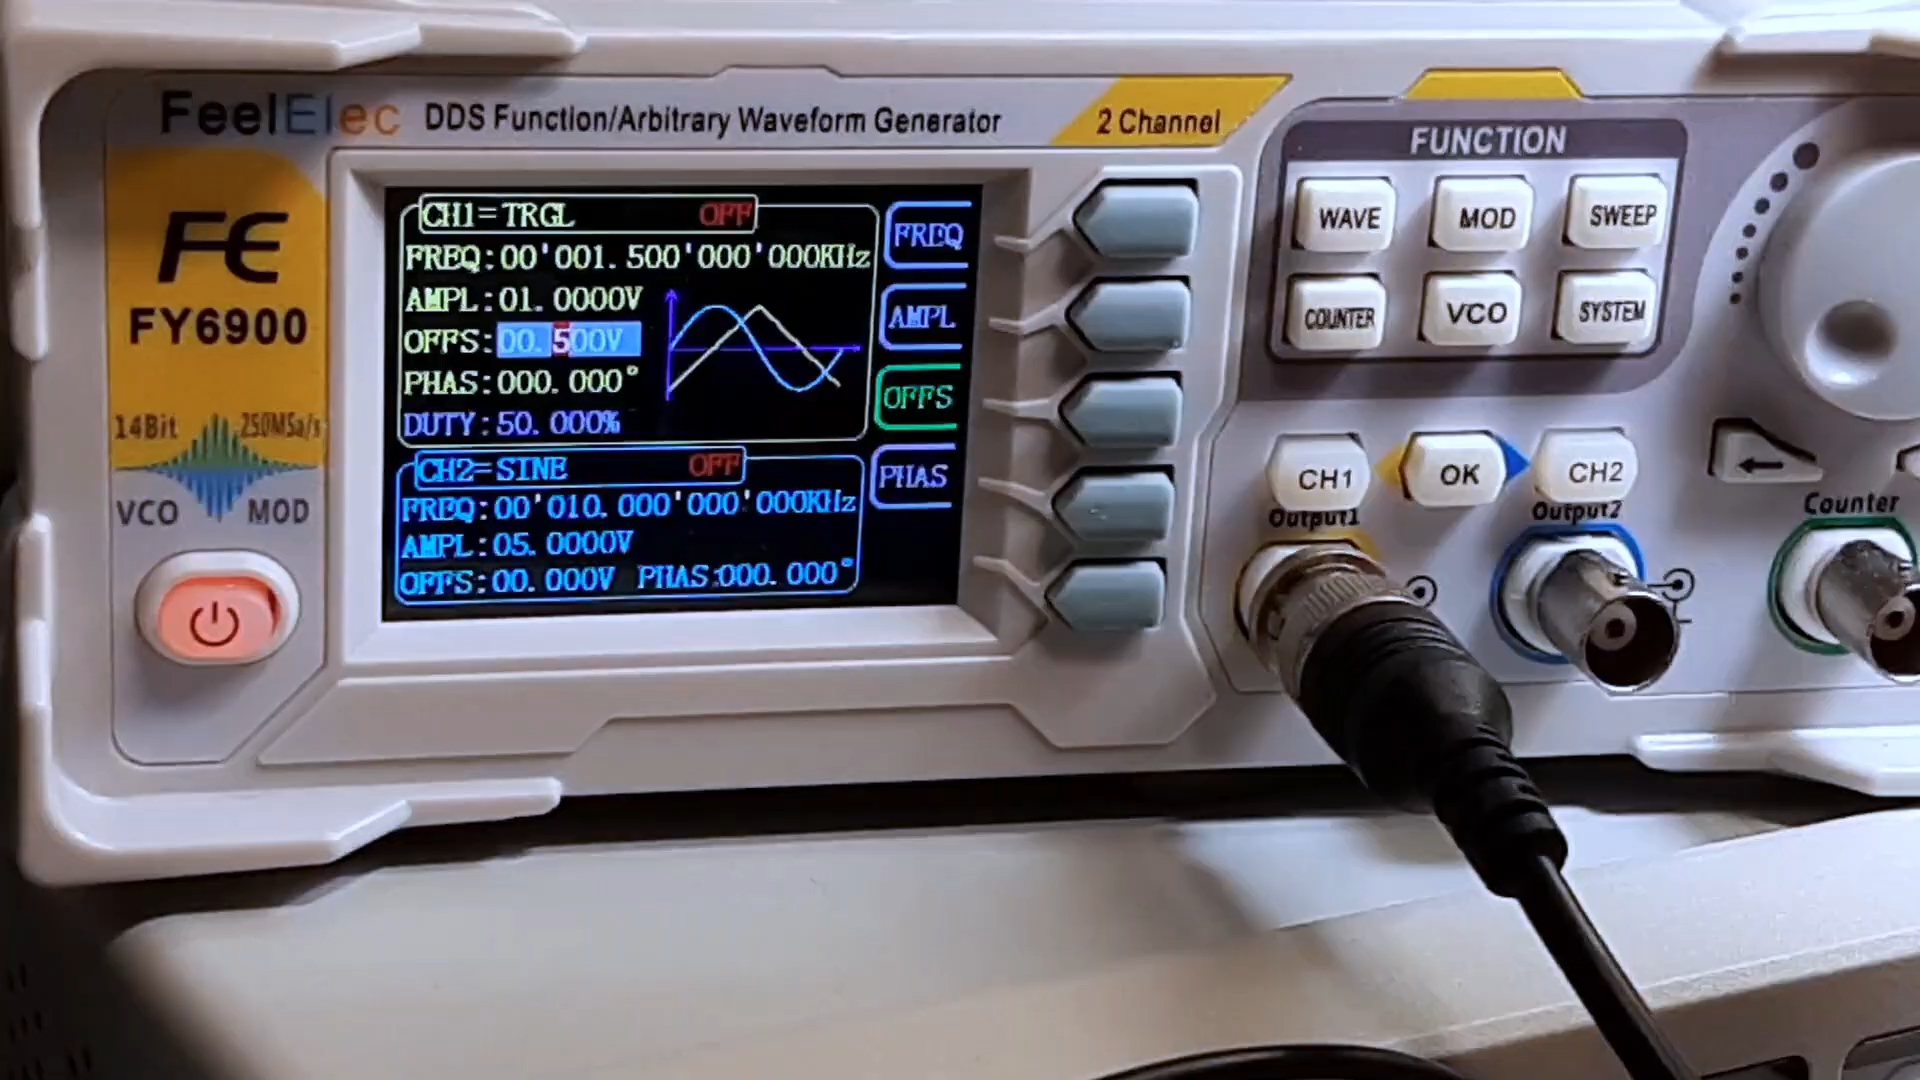 FeelElec DDS Function/Arbitrary Waveform Generator 2 Channel
FE
FY6900
14Bit 250MSa/s
VCO MOD
CH1=TRGL OFF
FREQ:00'001.500'000'000KHz
AMPL:01.0000V
OFFS:00.500V
PHAS:000.000°
DUTY:50.000%
CH2=SINE OFF
FREQ:00'010.000'000'000KHz
AMPL:05.0000V
OFFS:00.000V PHAS:000.000°
FREQ
AMPL
OFFS
PHAS
FUNCTION
WAVE MOD SWEEP
COUNTER VCO SYSTEM
CH1 OK CH2
Output1 Output2 Counter